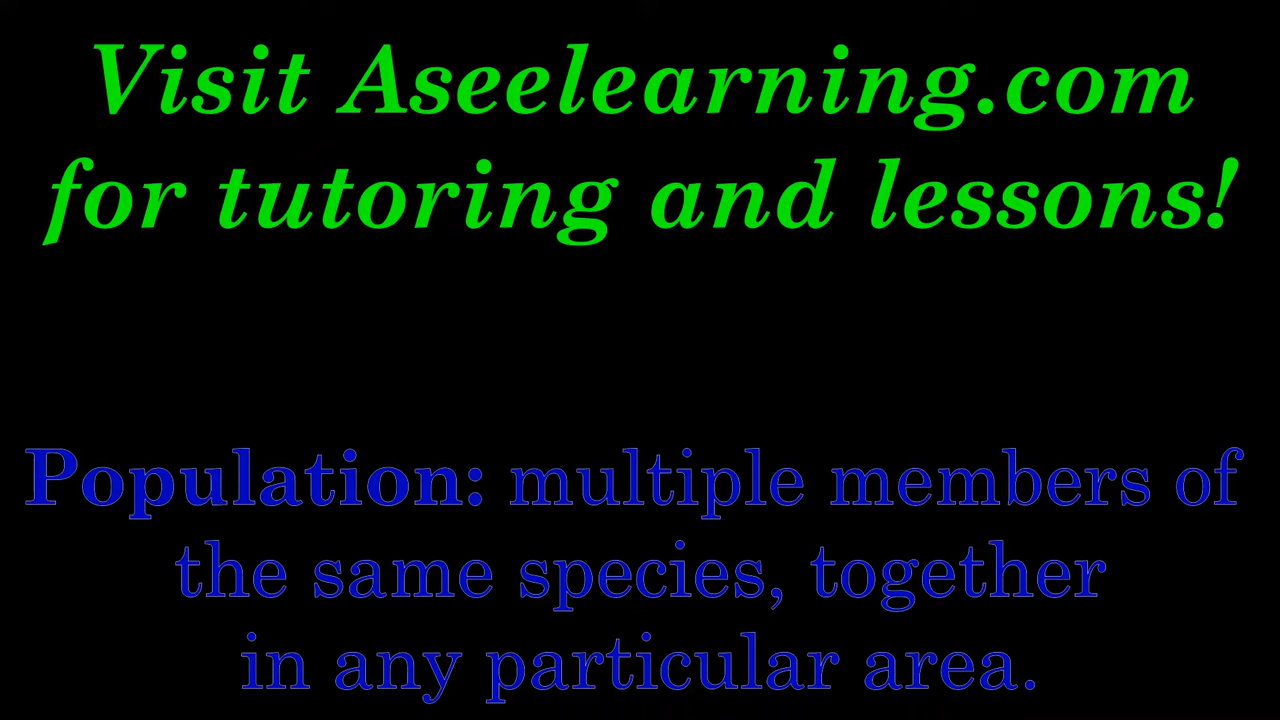 Visit Aseelearning.com
for tutoring and lessons!
Population: multiple members of
the same species, together
in any particular area.